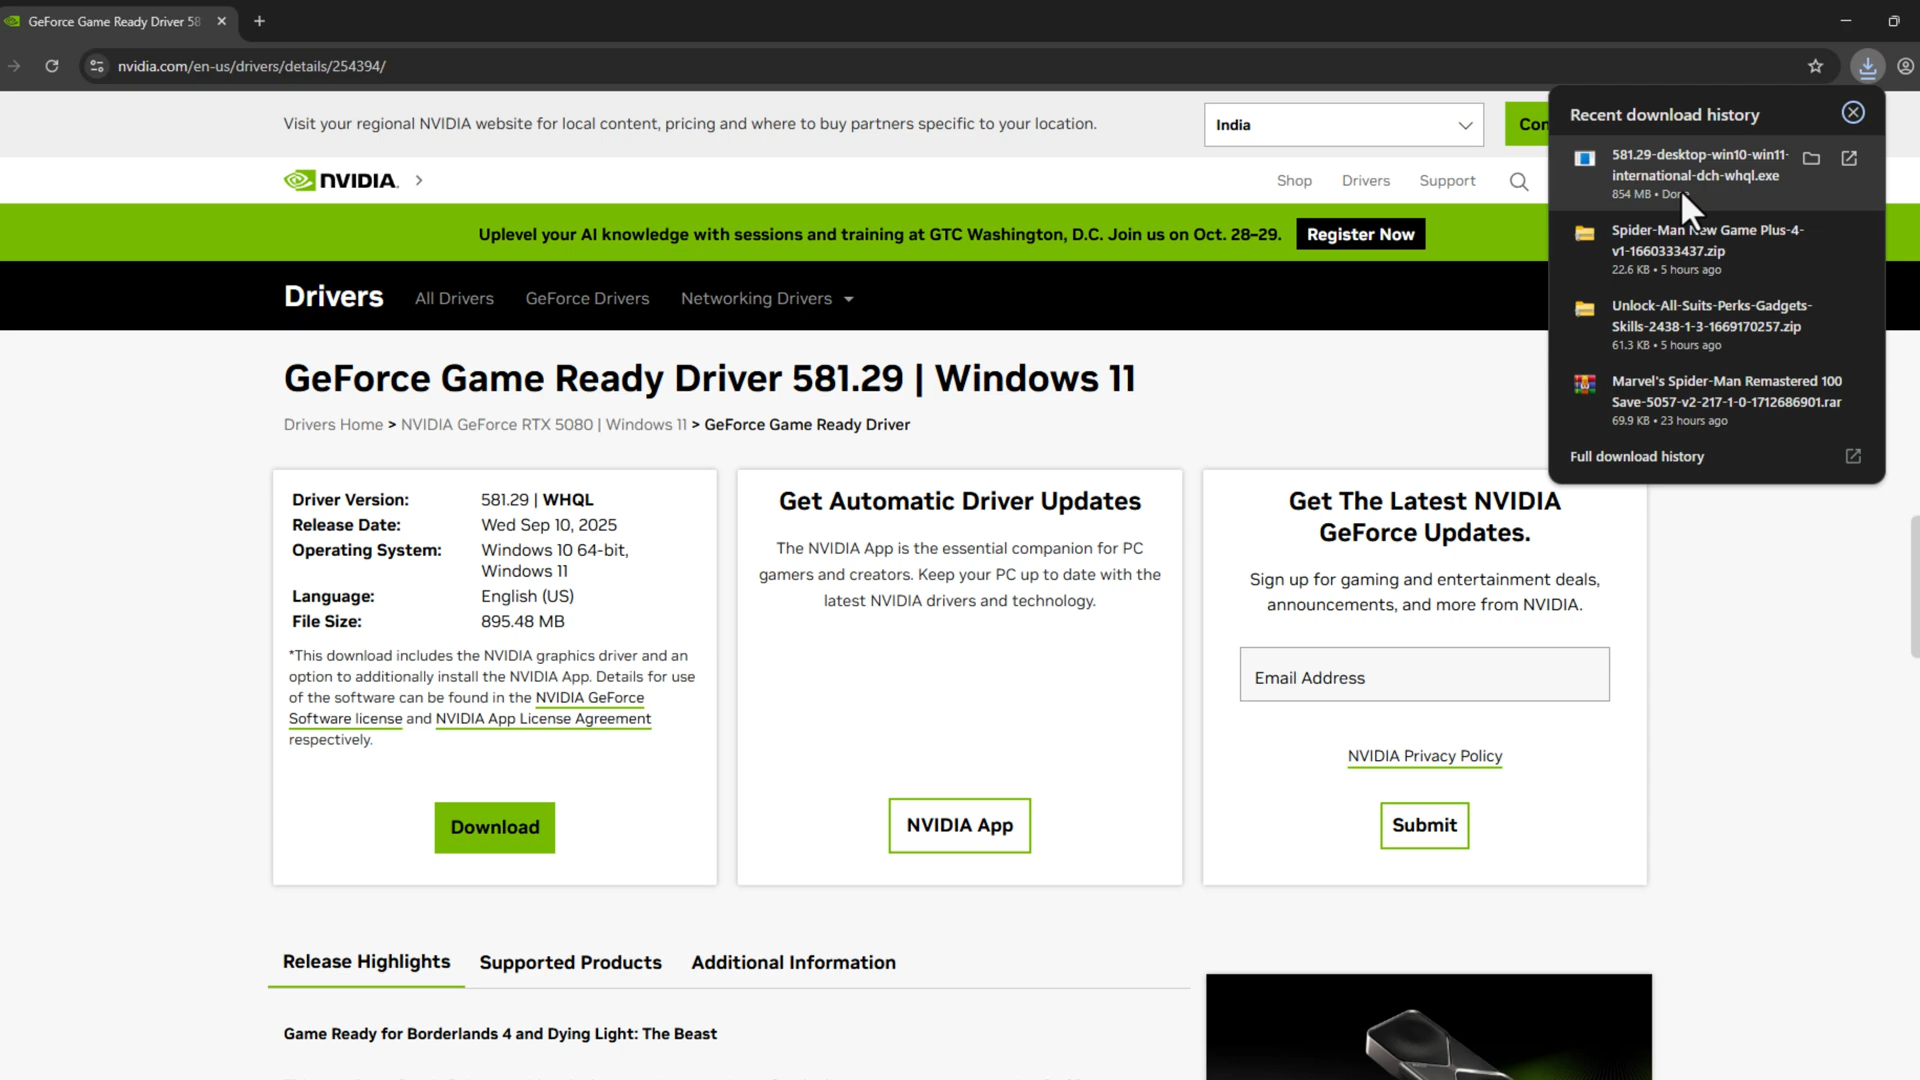 GeForce Game Ready Driver 58
nvidia.com/en-us/drivers/details/254394/
Visit your regional NVIDIA website for local content, pricing and where to buy partners specific to your location.
India
Con
NVIDIA.
Shop
Drivers
Support
Uplevel your AI knowledge with sessions and training at GTC Washington, D.C. Join us on Oct. 28–29.
Register Now
Drivers
All Drivers
GeForce Drivers
Networking Drivers
Recent download history
581.29-desktop-win10-win11-
international-dch-whql.exe
854 MB • Done
Spider-Man New Game Plus-4-
v1-1660333437.zip
22.6 KB • 5 hours ago
Unlock-All-Suits-Perks-Gadgets-
Skills-2438-1-3-1669170257.zip
61.3 KB • 5 hours ago
Marvel's Spider-Man Remastered 100
Save-5057-v2-217-1-0-1712686901.rar
69.9 KB • 23 hours ago
Full download history
GeForce Game Ready Driver 581.29 | Windows 11
Drivers Home > NVIDIA GeForce RTX 5080 | Windows 11 > GeForce Game Ready Driver
Driver Version: 581.29 | WHQL
Release Date: Wed Sep 10, 2025
Operating System: Windows 10 64-bit,
Windows 11
Language: English (US)
File Size: 895.48 MB
*This download includes the NVIDIA graphics driver and an
option to additionally install the NVIDIA App. Details for use
of the software can be found in the NVIDIA GeForce
Software license and NVIDIA App License Agreement
respectively.
Download
Get Automatic Driver Updates
The NVIDIA App is the essential companion for PC
gamers and creators. Keep your PC up to date with the
latest NVIDIA drivers and technology.
NVIDIA App
Get The Latest NVIDIA
GeForce Updates.
Sign up for gaming and entertainment deals,
announcements, and more from NVIDIA.
Email Address
NVIDIA Privacy Policy
Submit
Release Highlights
Supported Products
Additional Information
Game Ready for Borderlands 4 and Dying Light: The Beast